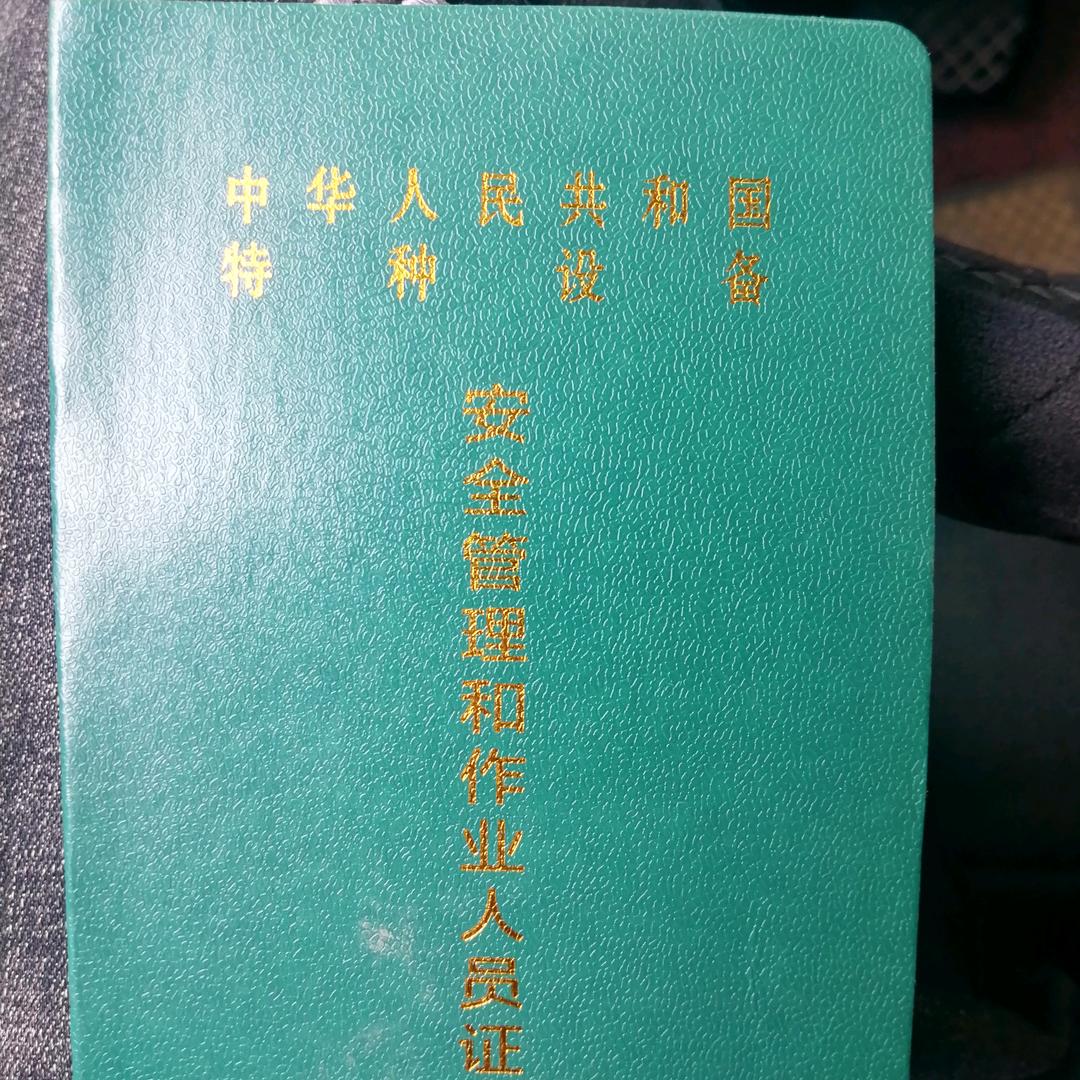 中华人民共和国
特种设备
安全管理和作业人员证